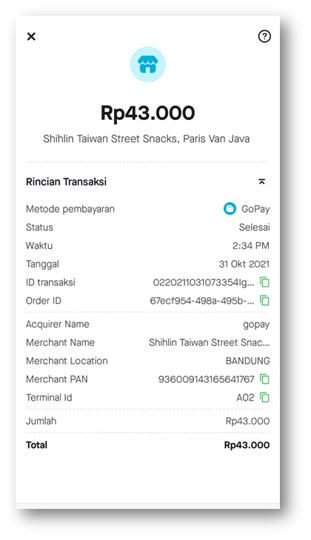 Rp43.000
Shihlin Taiwan Street Snacks, Paris Van Java
Rincian Transaksi
Metode pembayaran GoPay
Status Selesai
Waktu 2:34 PM
Tanggal 31 Okt 2021
ID transaksi 0220211031073354Ig...
Order ID 67ecf954-498a-495b-...
Acquirer Name gopay
Merchant Name Shihlin Taiwan Street Snac...
Merchant Location BANDUNG
Merchant PAN 936009143165641767
Terminal Id A02
Jumlah Rp43.000
Total Rp43.000